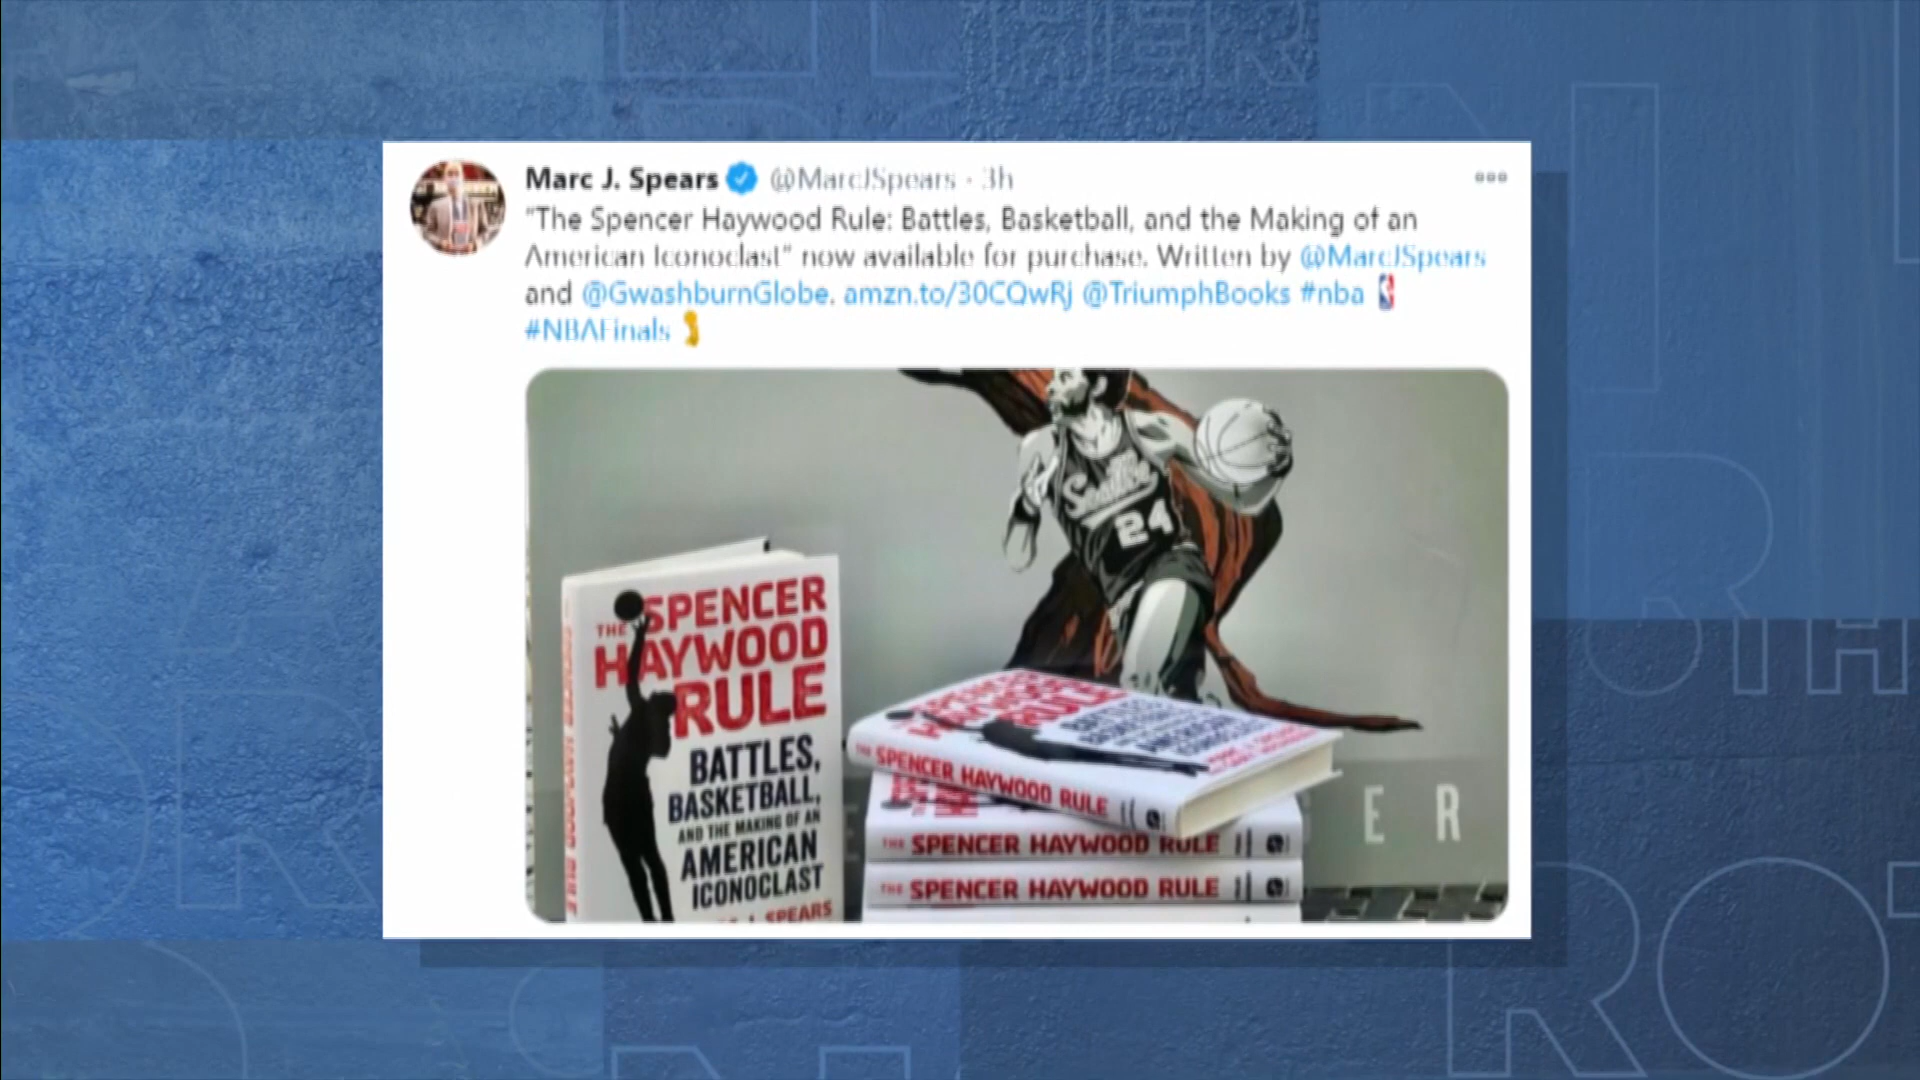 Marc J. Spears @MarcJSpears · 3h
"The Spencer Haywood Rule: Battles, Basketball, and the Making of an
American Iconoclast" now available for purchase. Written by @MarcJSpears
and @GwashburnGlobe. amzn.to/30CQwRj @TriumphBooks #nba
#NBAFinals
Seattle
24
THE SPENCER
HAYWOOD
RULE
BATTLES,
BASKETBALL,
AND THE MAKING OF AN
AMERICAN
ICONOCLAST
J. SPEARS
THE SPENCER HAYWOOD RULE
THE SPENCER HAYWOOD RULE
THE SPENCER HAYWOOD RULE
E R